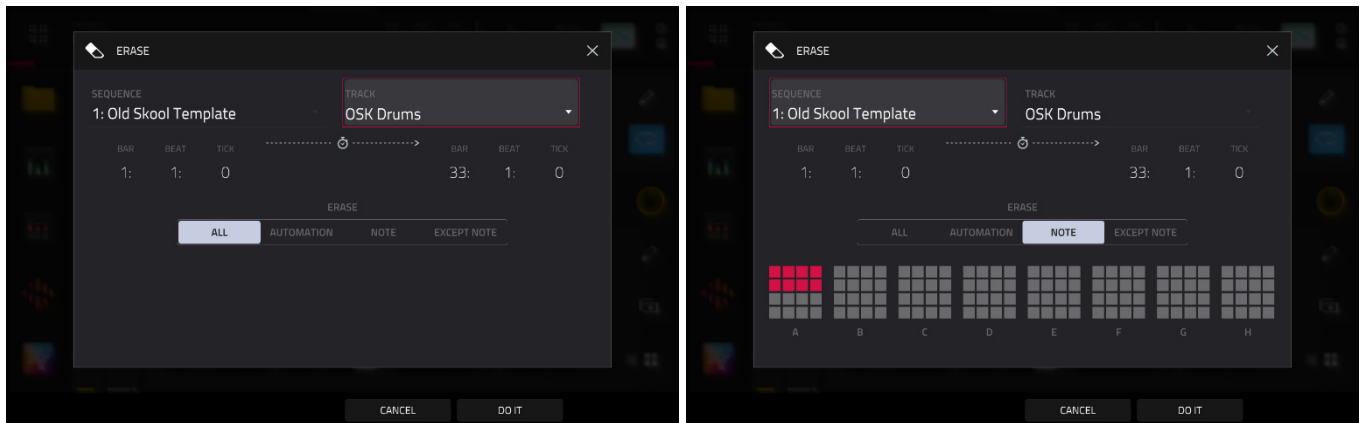 ERASE
SEQUENCE TRACK
1: Old Skool Template OSK Drums
BAR BEAT TICK BAR BEAT TICK
1: 1: 0 33: 1: 0
ERASE
ALL AUTOMATION NOTE EXCEPT NOTE
CANCEL DO IT
ERASE
SEQUENCE TRACK
1: Old Skool Template OSK Drums
BAR BEAT TICK BAR BEAT TICK
1: 1: 0 33: 1: 0
ERASE
ALL AUTOMATION NOTE EXCEPT NOTE
A B C D E F G H
CANCEL DO IT